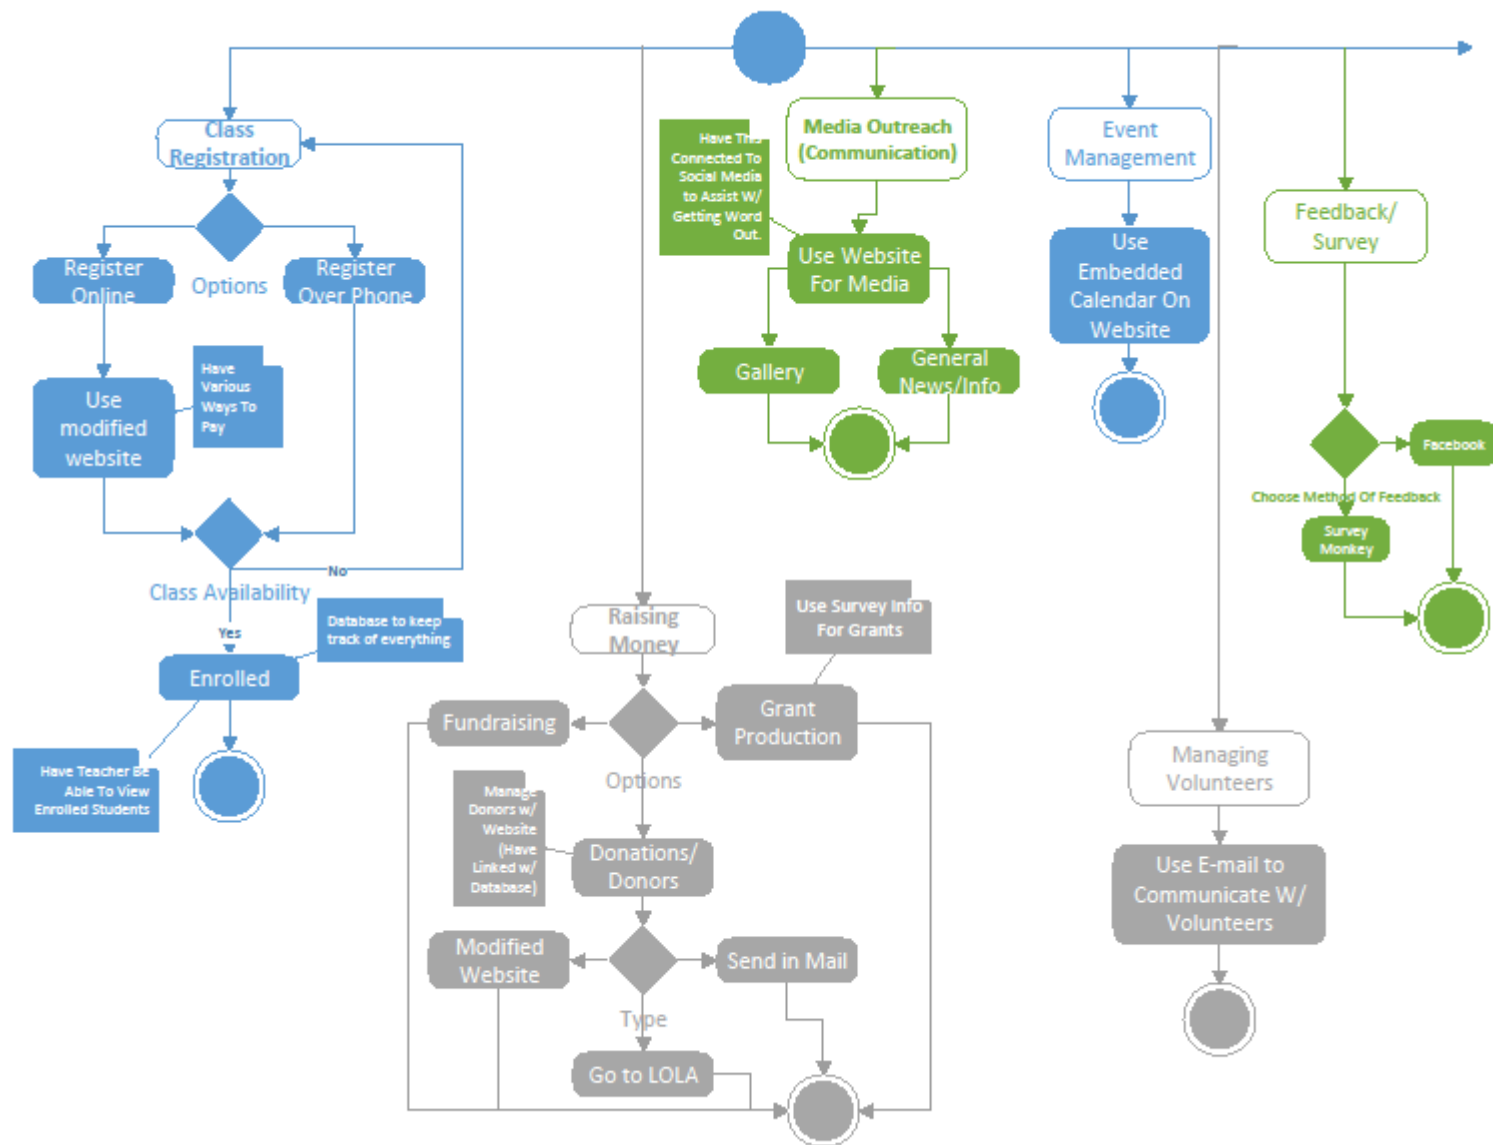 Class
Registration
Options
Register
Online
Register
Over Phone
Use
modified
website
Have
Various
Ways To
Pay
Class Availability
No
Yes
Database to keep
track of everything
Enrolled
Have Teacher Be
Able To View
Enrolled Students
Raising
Money
Use Survey Info
For Grants
Fundraising
Grant
Production
Options
Manage
Donors w/
Website
(Have
Linked w/
Database)
Donations/
Donors
Modified
Website
Send in Mail
Type
Go to LOLA
Media Outreach
(Communication)
Have This
Connected To
Social Media
to Assist W/
Getting Word
Out.
Use Website
For Media
Gallery
General
News/Info
Event
Management
Use
Embedded
Calendar On
Website
Managing
Volunteers
Use E-mail to
Communicate W/
Volunteers
Feedback/
Survey
Facebook
Choose Method Of Feedback
Survey
Monkey